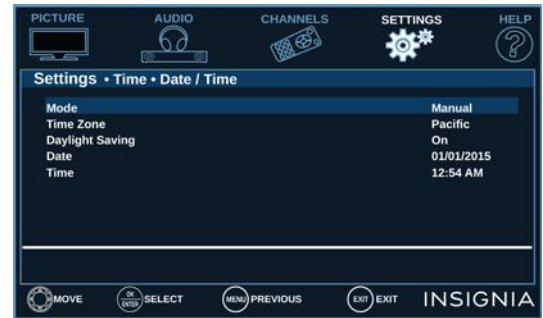 PICTURE AUDIO CHANNELS SETTINGS HELP
Settings • Time • Date / Time
Mode Manual
Time Zone Pacific
Daylight Saving On
Date 01/01/2015
Time 12:54 AM
MOVE OK ENTER SELECT MENU PREVIOUS EXIT EXIT INSIGNIA